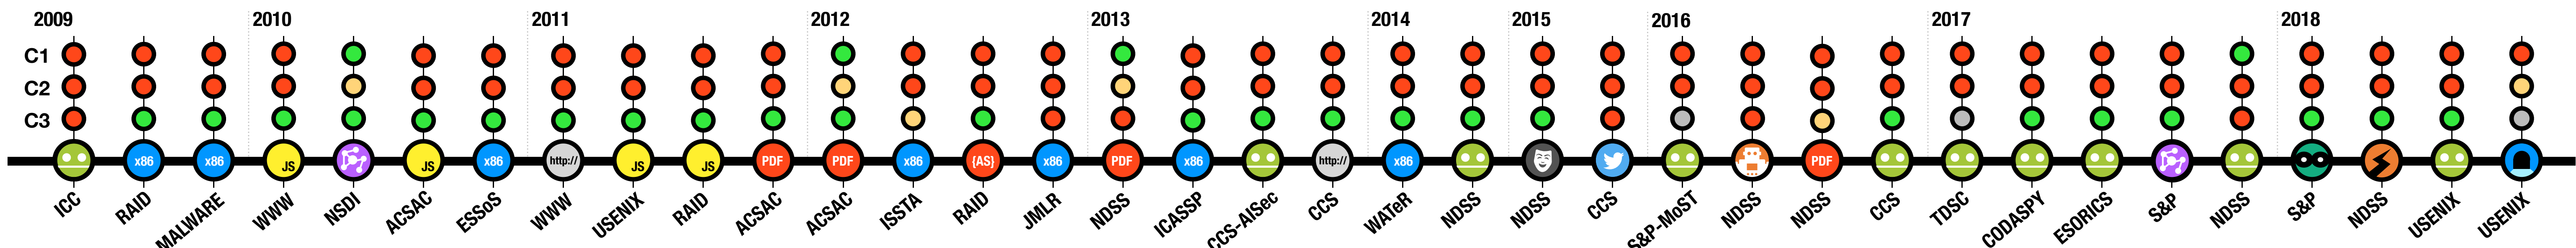 2009 2010 2011 2012 2013 2014 2015 2016 2017 2018
C1
C2
C3
x86 x86 JS JS x86 http:// JS JS PDF PDF x86 {AS} x86 PDF x86 http:// x86 PDF
ICC RAID MALWARE WWW NSDI ACSAC ESSoS WWW USENIX RAID ACSAC ACSAC ISSTA RAID JMLR NDSS ICASSP CCS-AISec CCS WATeR NDSS NDSS CCS S&P-MoST NDSS NDSS CCS TDSC CODASPY ESORICS S&P NDSS S&P NDSS USENIX USENIX